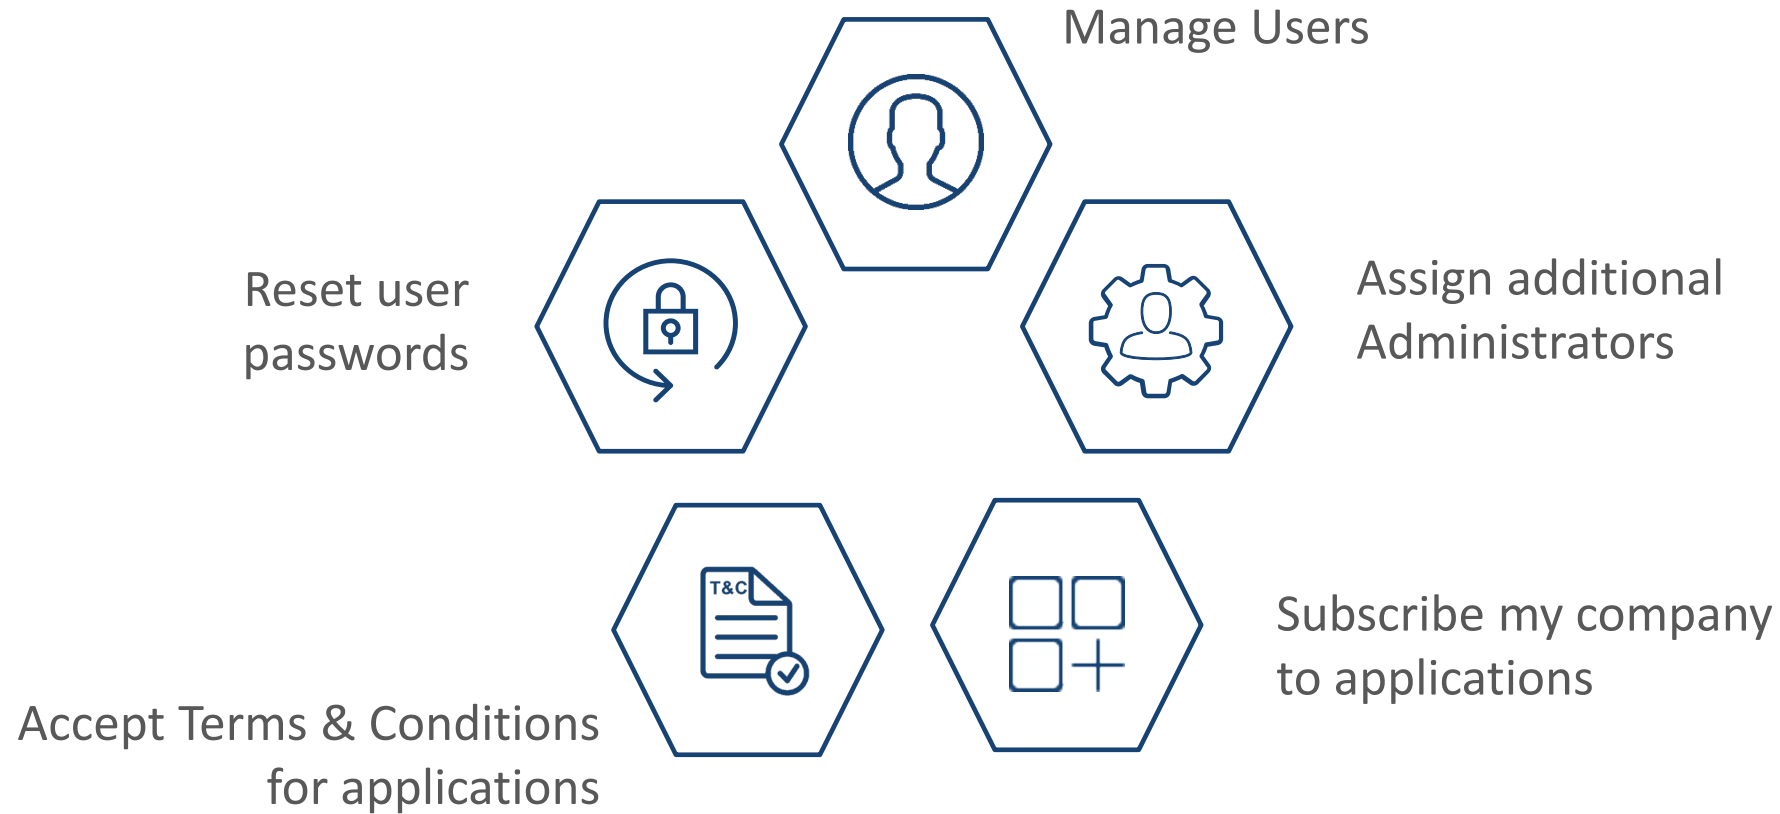 Manage Users
Reset user
passwords
Assign additional
Administrators
T&C
Accept Terms & Conditions
for applications
Subscribe my company
to applications